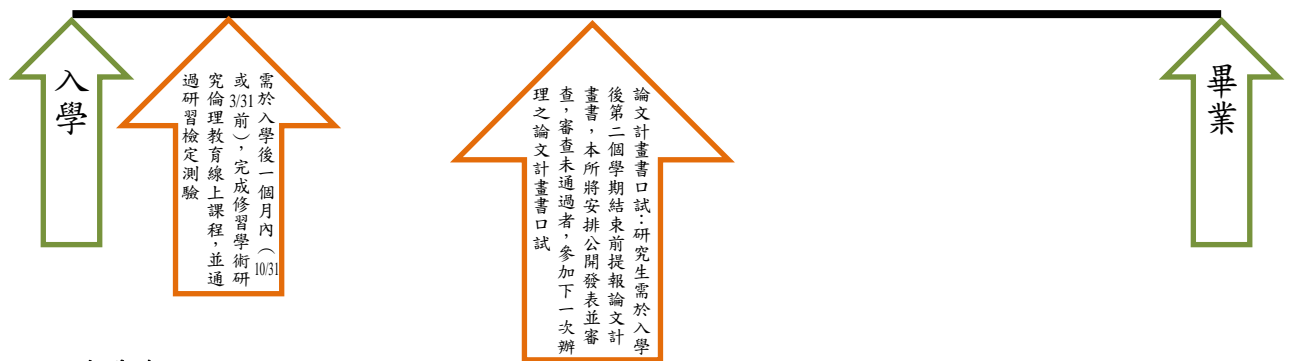 入學
需於入學後一個月內（10/31
或3/31前），完成修習學術研
究倫理教育線上課程，並通
過研習檢定測驗
論文計畫書口試：研究生需於入學
後第二個學期結束前提報論文計
畫書，本所將安排公開發表並審
查，審查未通過者，參加下一次辦
理之論文計畫書口試
畢業